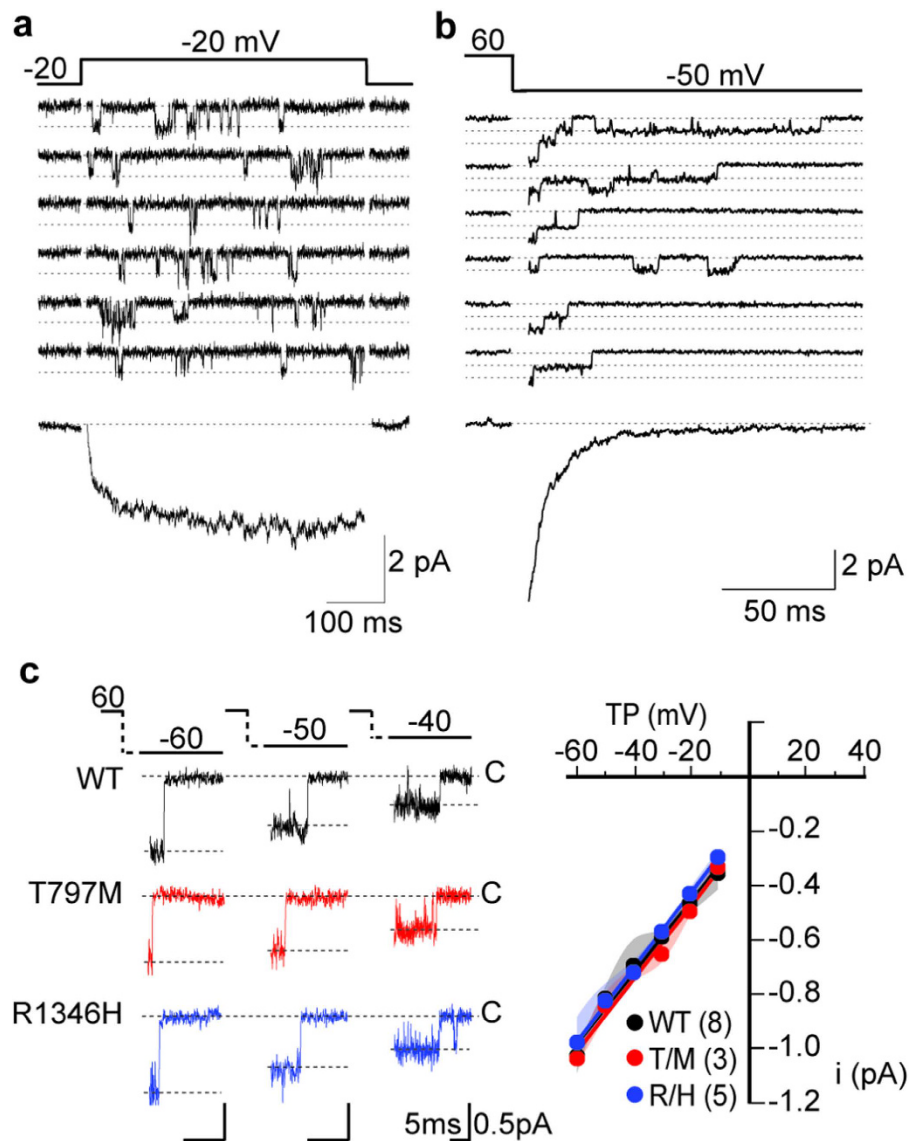 a
-20 mV
-20
2 pA
100 ms
b
60
-50 mV
2 pA
50 ms
c
60
-60
-50
-40
WT
C
T797M
C
R1346H
C
5ms
0.5pA
TP (mV)
-60 -40 -20 20 40
-0.2
-0.4
-0.6
-0.8
-1.0
-1.2
i (pA)
WT (8)
T/M (3)
R/H (5)